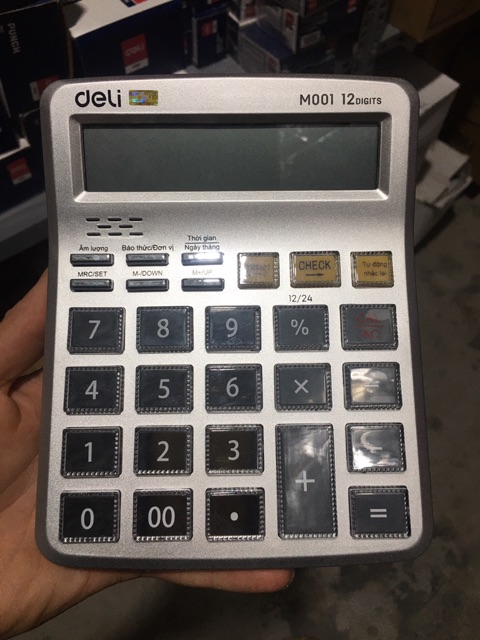 PUNCH
deli
M001 12DIGITS
Âm lượng
Báo thức/Đơn vị
Thời gian
Ngày tháng
MRC/SET
M-/DOWN
M+/UP
CHECK
Tự động
nhắc lại
12/24
7 8 9 %
4 5 6 ×
1 2 3
+
0 00 . =